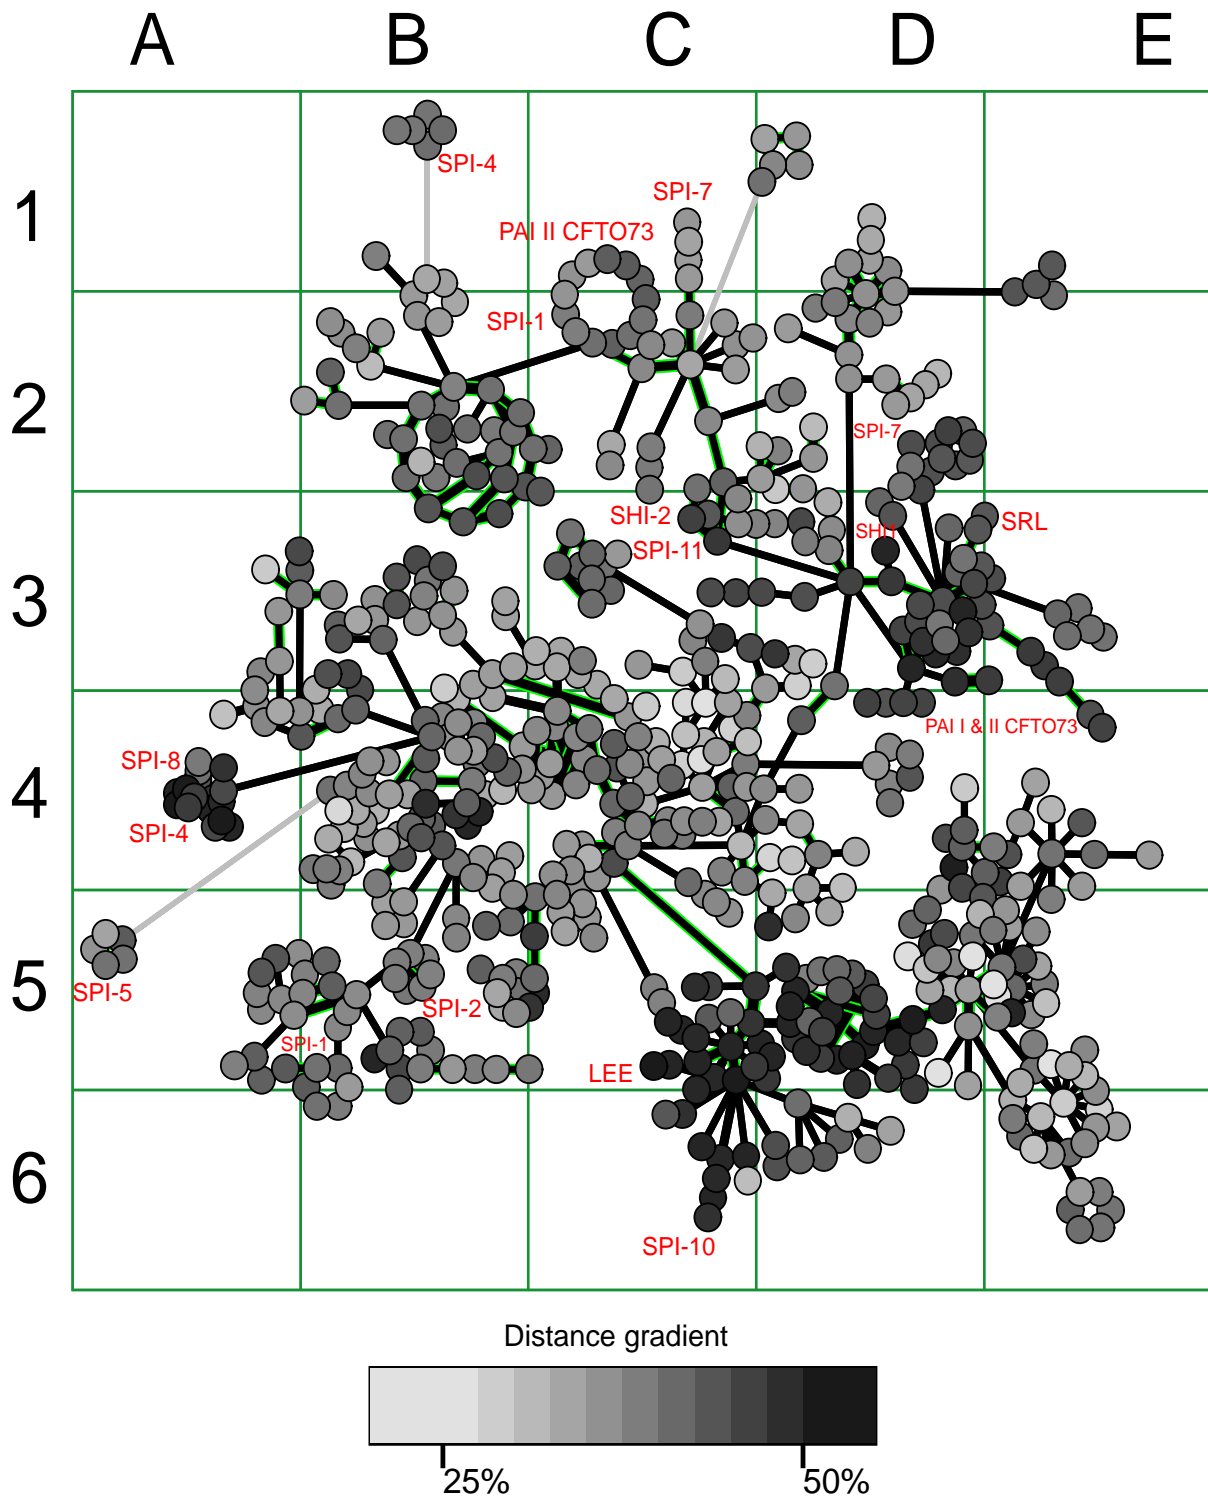 A B C D E
1
SPI-4
SPI-7
PAI II CFTO73
SPI-1
2
SPI-7
SHI-2
SPI-11
SHI1
SRL
3
PAI I & II CFTO73
SPI-8
4
SPI-4
5
SPI-5
SPI-2
SPI-1
LEE
6
SPI-10
Distance gradient
25% 50%